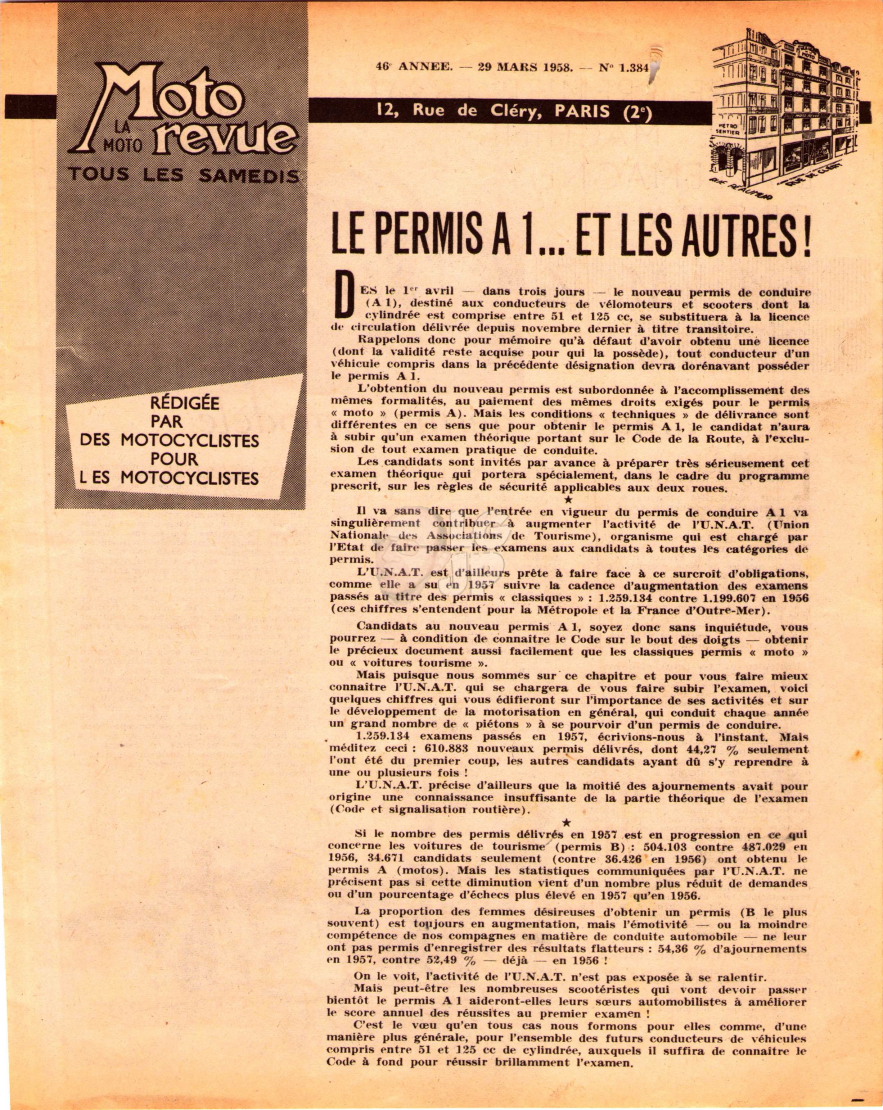 Moto
LA
MOTO
revue
TOUS LES SAMEDIS
46e ANNEE. — 29 MARS 1958. — No 1.384
12, Rue de Cléry, PARIS (2e)
METRO
SENTIER
RUE REAUMUR
RUE DE CLERY
RÉDIGÉE
PAR
DES MOTOCYCLISTES
POUR
LES MOTOCYCLISTES
LE PERMIS A 1... ET LES AUTRES !
DES le 1er avril — dans trois jours — le nouveau permis de conduire
(A 1), destiné aux conducteurs de vélomoteurs et scooters dont la
cylindrée est comprise entre 51 et 125 cc, se substituera à la licence
de circulation délivrée depuis novembre dernier à titre transitoire.
Rappelons donc pour mémoire qu'à défaut d'avoir obtenu une licence
(dont la validité reste acquise pour qui la possède), tout conducteur d'un
véhicule compris dans la précédente désignation devra dorénavant posséder
le permis A 1.
L'obtention du nouveau permis est subordonnée à l'accomplissement des
mêmes formalités, au paiement des mêmes droits exigés pour le permis
« moto » (permis A). Mais les conditions « techniques » de délivrance sont
différentes en ce sens que pour obtenir le permis A 1, le candidat n'aura
à subir qu'un examen théorique portant sur le Code de la Route, à l'exclu-
sion de tout examen pratique de conduite.
Les candidats sont invités par avance à préparer très sérieusement cet
examen théorique qui portera spécialement, dans le cadre du programme
prescrit, sur les règles de sécurité applicables aux deux roues.
★
Il va sans dire que l'entrée en vigueur du permis de conduire A 1 va
singulièrement contribuer à augmenter l'activité de l'U.N.A.T. (Union
Nationale des Associations de Tourisme), organisme qui est chargé par
l'Etat de faire passer les examens aux candidats à toutes les catégories de
permis.
L'U.N.A.T. est d'ailleurs prête à faire face à ce surcroît d'obligations,
comme elle a su en 1957 suivre la cadence d'augmentation des examens
passés au titre des permis « classiques » : 1.259.134 contre 1.199.607 en 1956
(ces chiffres s'entendent pour la Métropole et la France d'Outre-Mer).
Candidats au nouveau permis A 1, soyez donc sans inquiétude, vous
pourrez — à condition de connaître le Code sur le bout des doigts — obtenir
le précieux document aussi facilement que les classiques permis « moto »
ou « voitures tourisme ».
Mais puisque nous sommes sur ce chapitre et pour vous faire mieux
connaître l'U.N.A.T. qui se chargera de vous faire subir l'examen, voici
quelques chiffres qui vous édifieront sur l'importance de ses activités et sur
le développement de la motorisation en général, qui conduit chaque année
un grand nombre de « piétons » à se pourvoir d'un permis de conduire.
1.259.134 examens passés en 1957, écrivions-nous à l'instant. Mais
méditez ceci : 610.883 nouveaux permis délivrés, dont 44,27 % seulement
l'ont été du premier coup, les autres candidats ayant dû s'y reprendre à
une ou plusieurs fois !
L'U.N.A.T. précise d'ailleurs que la moitié des ajournements avait pour
origine une connaissance insuffisante de la partie théorique de l'examen
(Code et signalisation routière).
★
Si le nombre des permis délivrés en 1957 est en progression en ce qui
concerne les voitures de tourisme (permis B) : 504.103 contre 487.029 en
1956, 34.671 candidats seulement (contre 36.426 en 1956) ont obtenu le
permis A (motos). Mais les statistiques communiquées par l'U.N.A.T. ne
précisent pas si cette diminution vient d'un nombre plus réduit de demandes
ou d'un pourcentage d'échecs plus élevé en 1957 qu'en 1956.
La proportion des femmes désireuses d'obtenir un permis (B le plus
souvent) est toujours en augmentation, mais l'émotivité — ou la moindre
compétence de nos compagnes en matière de conduite automobile — ne leur
ont pas permis d'enregistrer des résultats flatteurs : 54,36 % d'ajournements
en 1957, contre 52,49 % — déjà — en 1956 !
On le voit, l'activité de l'U.N.A.T. n'est pas exposée à se ralentir.
Mais peut-être les nombreuses scootéristes qui vont devoir passer
bientôt le permis A 1 aideront-elles leurs sœurs automobilistes à améliorer
le score annuel des réussites au premier examen !
C'est le vœu qu'en tous cas nous formons pour elles comme, d'une
manière plus générale, pour l'ensemble des futurs conducteurs de véhicules
compris entre 51 et 125 cc de cylindrée, auxquels il suffira de connaître le
Code à fond pour réussir brillamment l'examen.